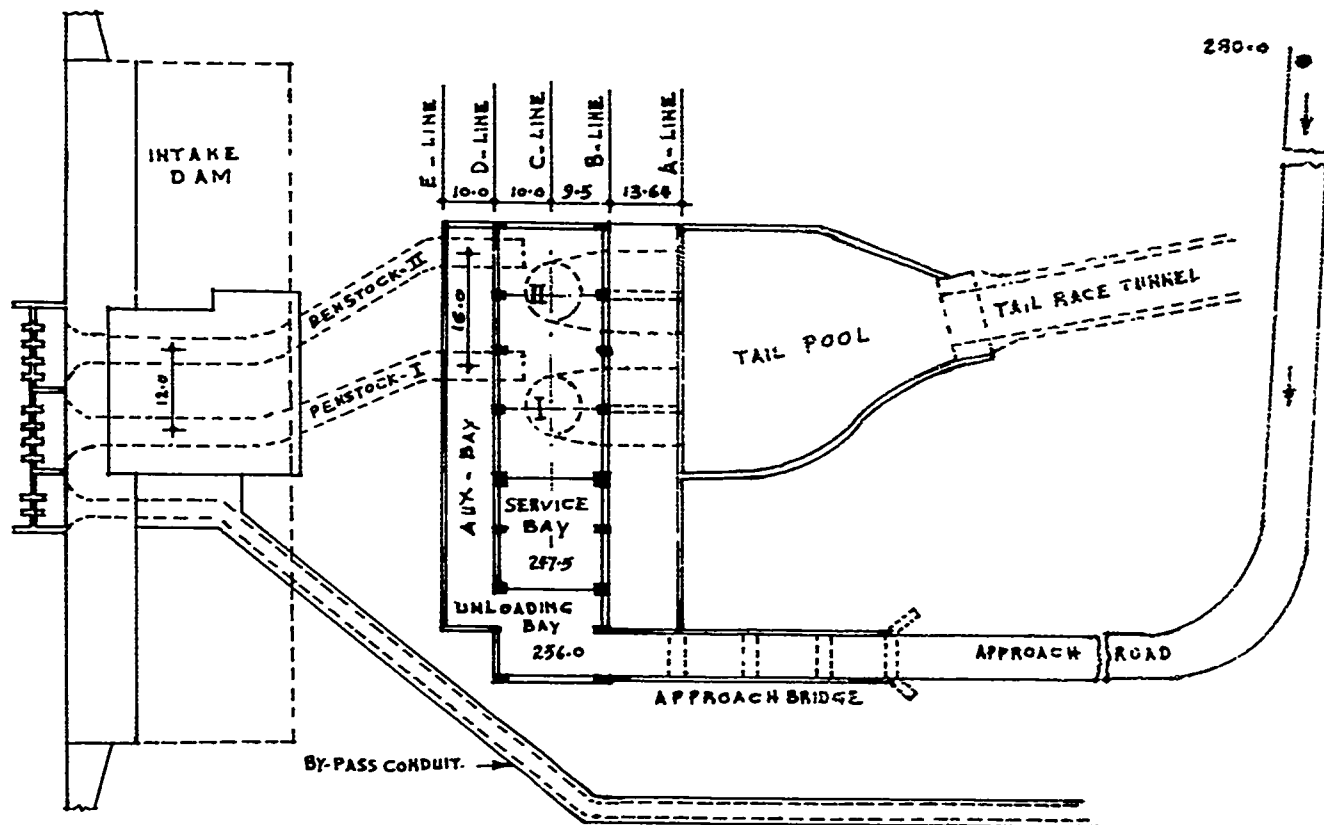 280.0
INTAKE
DAM
E-LINE
D-LINE
C-LINE
B-LINE
A-LINE
10.0
10.0
9.5
13.64
PENSTOCK-II
PENSTOCK-I
16.0
12.0
II
I
TAIL POOL
TAIL RACE TUNNEL
AUX-BAY
SERVICE
BAY
247.5
UNLOADING
BAY
256.0
APPROACH ROAD
APPROACH BRIDGE
BY-PASS CONDUIT.